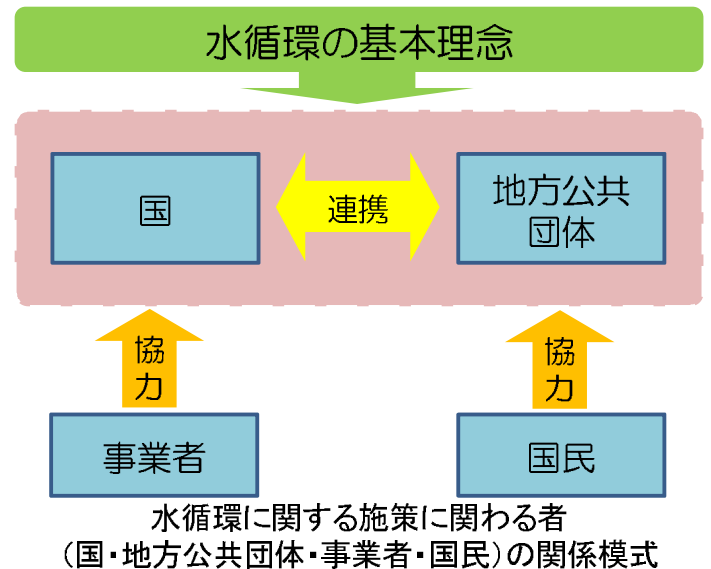 水循環の基本理念
国
連携
地方公共
団体
協
力
協
力
事業者
国民
水循環に関する施策に関わる者
(国・地方公共団体・事業者・国民)の関係模式